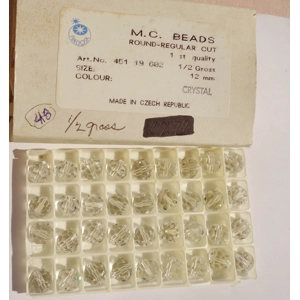 M.C. BEADS
ROUND-REGULAR CUT
1 st quality
Art.No. 451 19 602 1/2 Gross
SIZE: 12 mm
COLOUR:
CRYSTAL
MADE IN CZECH REPUBLIC
48
1/2 gross